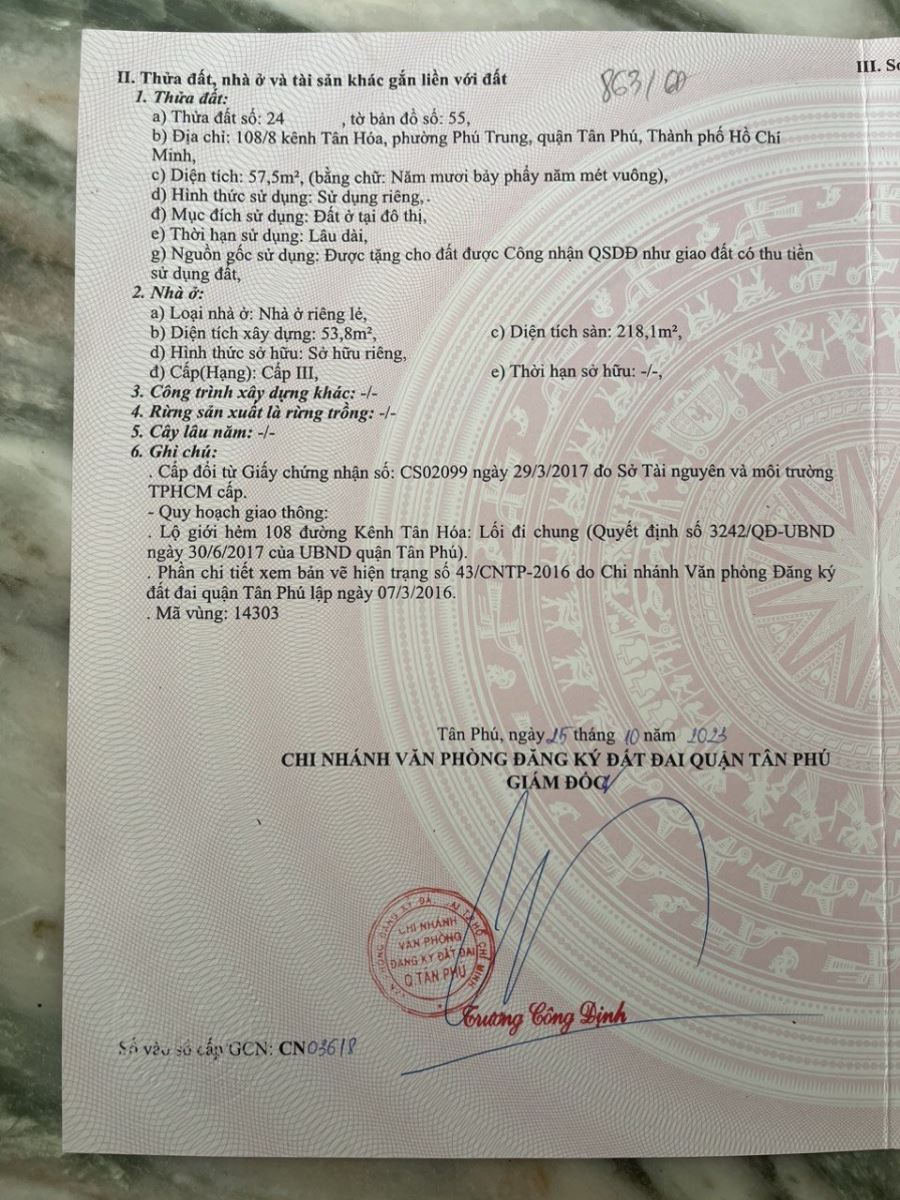 863/60
III. Số
II. Thửa đất, nhà ở và tài sản khác gắn liền với đất
1. Thửa đất:
a) Thửa đất số: 24 , tờ bản đồ số: 55,
b) Địa chỉ: 108/8 kênh Tân Hóa, phường Phú Trung, quận Tân Phú, Thành phố Hồ Chí
Minh,
c) Diện tích: 57,5m², (bằng chữ: Năm mươi bảy phẩy năm mét vuông),
d) Hình thức sử dụng: Sử dụng riêng,.
đ) Mục đích sử dụng: Đất ở tại đô thị,
e) Thời hạn sử dụng: Lâu dài,
g) Nguồn gốc sử dụng: Được tặng cho đất được Công nhận QSDĐ như giao đất có thu tiền
sử dụng đất,
2. Nhà ở:
a) Loại nhà ở: Nhà ở riêng lẻ,
b) Diện tích xây dựng: 53,8m², c) Diện tích sàn: 218,1m²,
d) Hình thức sở hữu: Sở hữu riêng,
đ) Cấp(Hạng): Cấp III, e) Thời hạn sở hữu: -/-,
3. Công trình xây dựng khác: -/-
4. Rừng sản xuất là rừng trồng: -/-
5. Cây lâu năm: -/-
6. Ghi chú:
. Cấp đổi từ Giấy chứng nhận số: CS02099 ngày 29/3/2017 do Sở Tài nguyên và môi trường
TPHCM cấp.
- Quy hoạch giao thông:
. Lộ giới hẻm 108 đường Kênh Tân Hóa: Lối đi chung (Quyết định số 3242/QĐ-UBND
ngày 30/6/2017 của UBND quận Tân Phú).
. Phần chi tiết xem bản vẽ hiện trạng số 43/CNTP-2016 do Chi nhánh Văn phòng Đăng ký
đất đai quận Tân Phú lập ngày 07/3/2016.
. Mã vùng: 14303
Tân Phú, ngày 25 tháng 10 năm 2023
CHI NHÁNH VĂN PHÒNG ĐĂNG KÝ ĐẤT ĐAI QUẬN TÂN PHÚ
GIÁM ĐỐC
CHI NHÁNH
VĂN PHÒNG
ĐĂNG KÝ ĐẤT ĐAI
Q.TÂN PHÚ
Trương Công Định
Số vào sổ cấp GCN: CN03618